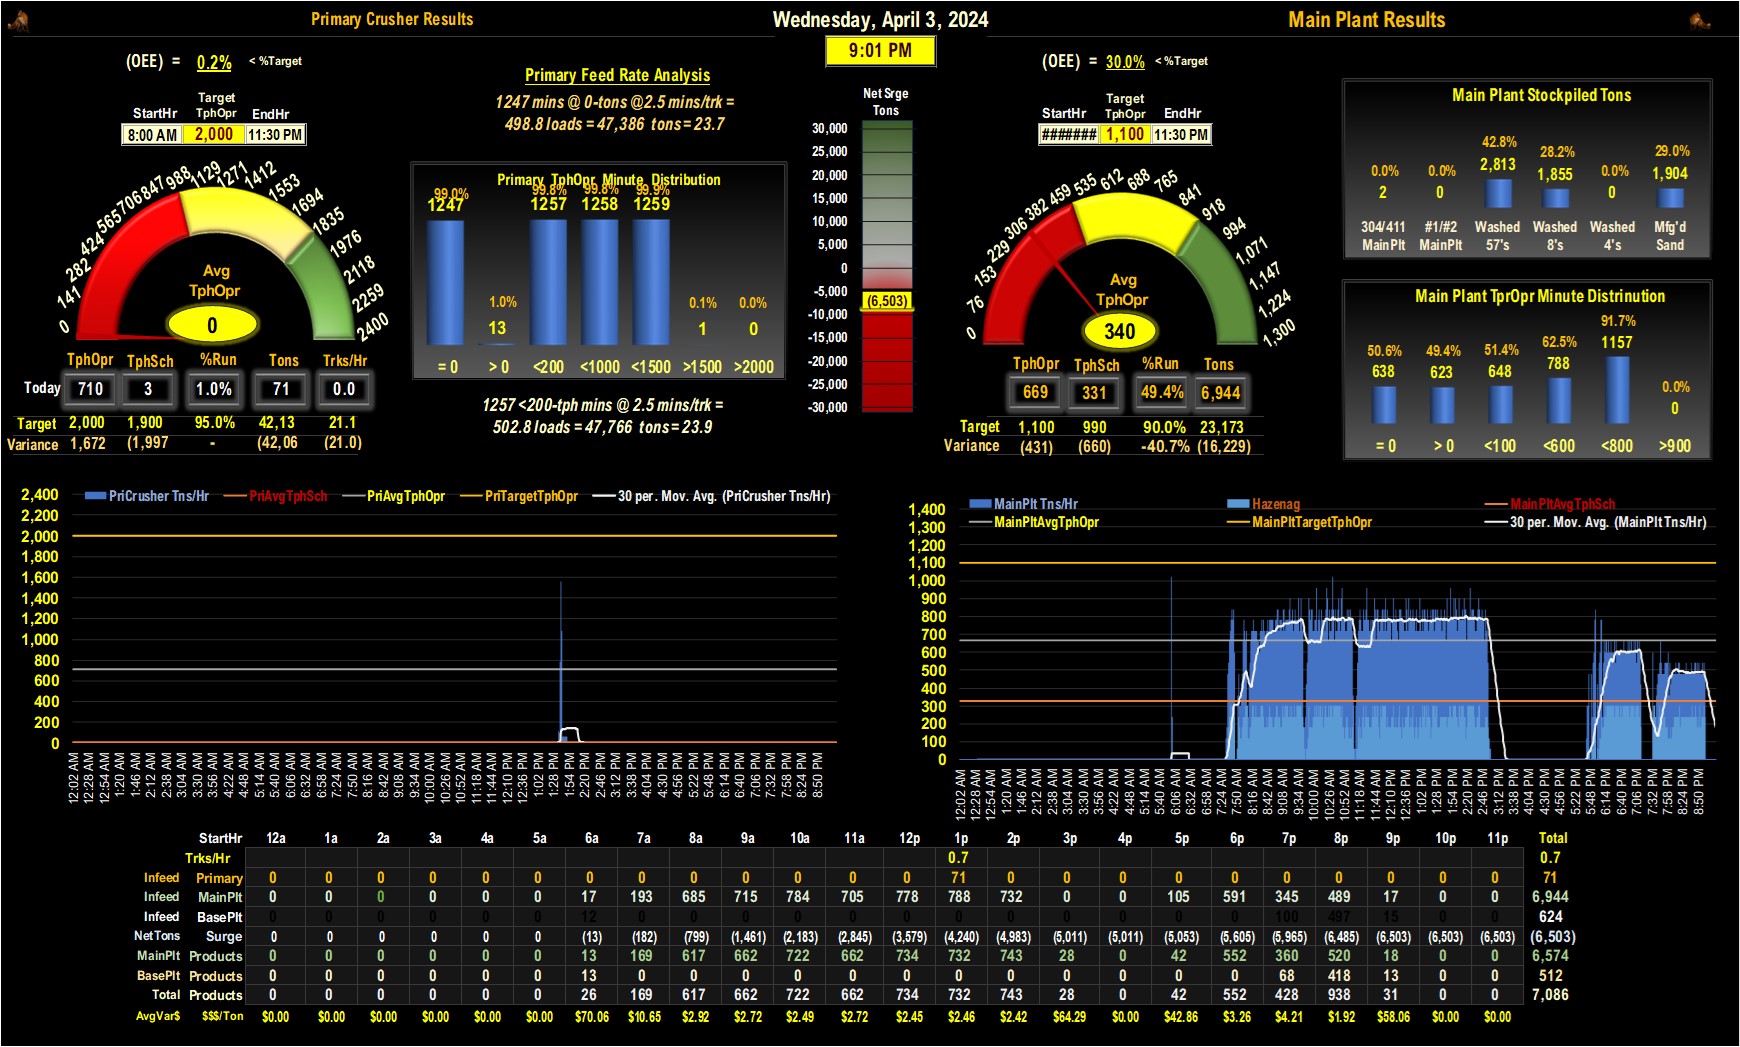 Primary Crusher Results
Wednesday, April 3, 2024
Main Plant Results
9:01 PM
(OEE) = 0.2% < %Target
Target
StartHr TphOpr EndHr
8:00 AM 2,000 11:30 PM
0 141 282 424 565 706 847 988 1129 1271 1412 1553 1694 1835 1976 2118 2259 2400
Avg
TphOpr
0
TphOpr TphSch %Run Tons Trks/Hr
Today 710 3 1.0% 71 0.0
Target 2,000 1,900 95.0% 42,13 21.1
Variance 1,672 (1,997 - (42,06 (21.0)
Primary Feed Rate Analysis
1247 mins @ 0-tons @2.5 mins/trk =
498.8 loads = 47,386 tons = 23.7
Primary TphOpr Minute Distribution
99.0% 1.0% 99.8% 99.8% 99.9% 0.1% 0.0%
1247 13 1257 1258 1259 1 0
= 0 > 0 <200 <1000 <1500 >1500 >2000
1257 <200-tph mins @ 2.5 mins/trk =
502.8 loads = 47,766 tons = 23.9
Net Srge
Tons
30,000
25,000
20,000
15,000
10,000
5,000
0
-5,000
(6,503)
-10,000
-15,000
-20,000
-25,000
-30,000
(OEE) = 30.0% < %Target
Target
StartHr TphOpr EndHr
####### 1,100 11:30 PM
0 76 153 229 306 382 459 535 612 688 765 841 918 994 1,071 1,147 1,224 1,300
Avg
TphOpr
340
TphOpr TphSch %Run Tons
669 331 49.4% 6,944
Target 1,100 990 90.0% 23,173
Variance (431) (660) -40.7% (16,229)
Main Plant Stockpiled Tons
0.0% 0.0% 42.8% 28.2% 0.0% 29.0%
2 0 2,813 1,855 0 1,904
304/411 #1/#2 Washed Washed Washed Mfg'd
MainPlt MainPlt 57's 8's 4's Sand
Main Plant TprOpr Minute Distrinution
50.6% 49.4% 51.4% 62.5% 91.7% 0.0%
638 623 648 788 1157 0
= 0 > 0 <100 <600 <800 >900
PriCrusher Tns/Hr PriAvgTphSch PriAvgTphOpr PriTargetTphOpr 30 per. Mov. Avg. (PriCrusher Tns/Hr)
2,400
2,200
2,000
1,800
1,600
1,400
1,200
1,000
800
600
400
200
0
12:02 AM 12:28 AM 12:54 AM 1:20 AM 1:46 AM 2:12 AM 2:38 AM 3:04 AM 3:30 AM 3:56 AM 4:22 AM 4:48 AM 5:14 AM 5:40 AM 6:06 AM 6:32 AM 6:58 AM 7:24 AM 7:50 AM 8:16 AM 8:42 AM 9:08 AM 9:34 AM 10:00 AM 10:26 AM 10:52 AM 11:18 AM 11:44 AM 12:10 PM 12:36 PM 1:02 PM 1:28 PM 1:54 PM 2:20 PM 2:46 PM 3:12 PM 3:38 PM 4:04 PM 4:30 PM 4:56 PM 5:22 PM 5:48 PM 6:14 PM 6:40 PM 7:06 PM 7:32 PM 7:58 PM 8:24 PM 8:50 PM
MainPlt Tns/Hr Hazenag MainPltAvgTphSch
MainPltAvgTphOpr MainPltTargetTphOpr 30 per. Mov. Avg. (MainPlt Tns/Hr)
1,400
1,300
1,200
1,100
1,000
900
800
700
600
500
400
300
200
100
0
12:02 AM 12:28 AM 12:54 AM 1:20 AM 1:46 AM 2:12 AM 2:38 AM 3:04 AM 3:30 AM 3:56 AM 4:22 AM 4:48 AM 5:14 AM 5:40 AM 6:06 AM 6:32 AM 6:58 AM 7:24 AM 7:50 AM 8:16 AM 8:42 AM 9:08 AM 9:34 AM 10:00 AM 10:26 AM 10:52 AM 11:18 AM 11:44 AM 12:10 PM 12:39 PM 1:02 PM 1:28 PM 1:54 PM 2:20 PM 2:46 PM 3:12 PM 3:38 PM 4:04 PM 4:30 PM 4:56 PM 5:22 PM 5:48 PM 6:14 PM 6:40 PM 7:06 PM 7:32 PM 7:58 PM 8:24 PM 8:50 PM
StartHr 12a 1a 2a 3a 4a 5a 6a 7a 8a 9a 10a 11a 12p 1p 2p 3p 4p 5p 6p 7p 8p 9p 10p 11p Total
Trks/Hr 0.7 0.7
Infeed Primary 0 0 0 0 0 0 0 0 0 0 0 0 0 71 0 0 0 0 0 0 0 0 0 0 71
Infeed MainPlt 0 0 0 0 0 0 17 193 685 715 784 705 778 788 732 0 0 105 591 345 489 17 0 0 6,944
Infeed BasePlt 0 0 0 0 0 0 12 0 0 0 0 0 0 0 0 0 0 0 0 100 497 15 0 0 624
NetTons Surge 0 0 0 0 0 0 (13) (182) (799) (1,461) (2,183) (2,845) (3,579) (4,240) (4,983) (5,011) (5,011) (5,053) (5,605) (5,965) (6,485) (6,503) (6,503) (6,503) (6,503)
MainPlt Products 0 0 0 0 0 0 13 169 617 662 722 662 734 732 743 28 0 42 552 360 520 18 0 0 6,574
BasePlt Products 0 0 0 0 0 0 13 0 0 0 0 0 0 0 0 0 0 0 0 68 418 13 0 0 512
Total Products 0 0 0 0 0 0 26 169 617 662 722 662 734 732 743 28 0 42 552 428 938 31 0 0 7,086
AvgVar$ $$$/Ton $0.00 $0.00 $0.00 $0.00 $0.00 $0.00 $70.06 $10.65 $2.92 $2.72 $2.49 $2.72 $2.45 $2.46 $2.42 $64.29 $0.00 $42.86 $3.26 $4.21 $1.92 $58.06 $0.00 $0.00